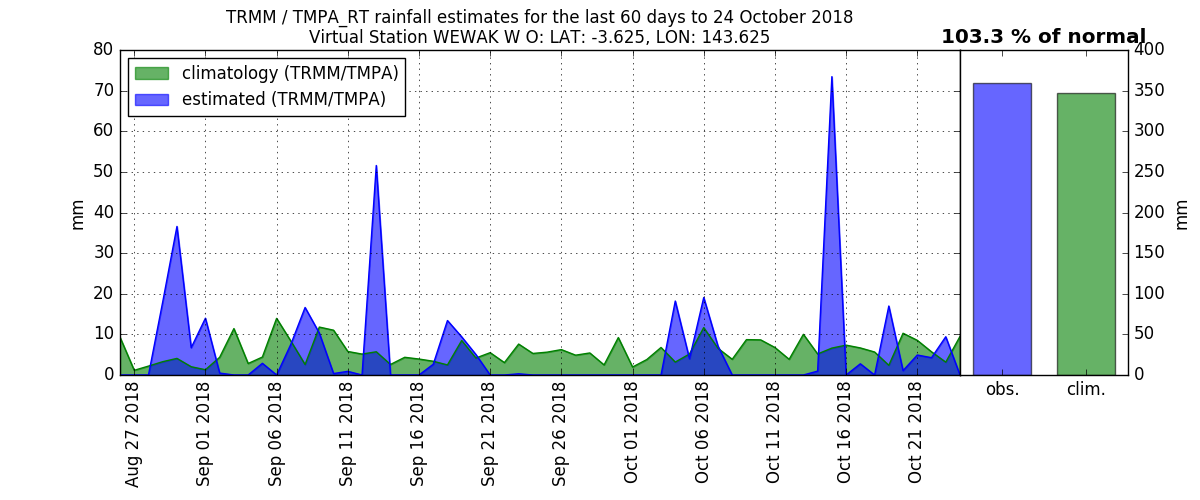 TRMM / TMPA_RT rainfall estimates for the last 60 days to 24 October 2018
Virtual Station WEWAK W O: LAT: -3.625, LON: 143.625
103.3 % of normal
climatology (TRMM/TMPA)
estimated (TRMM/TMPA)
80
70
60
50
40
30
20
10
0
mm
400
350
300
250
200
150
100
50
0
mm
Aug 27 2018
Sep 01 2018
Sep 06 2018
Sep 11 2018
Sep 16 2018
Sep 21 2018
Sep 26 2018
Oct 01 2018
Oct 06 2018
Oct 11 2018
Oct 16 2018
Oct 21 2018
obs.
clim.